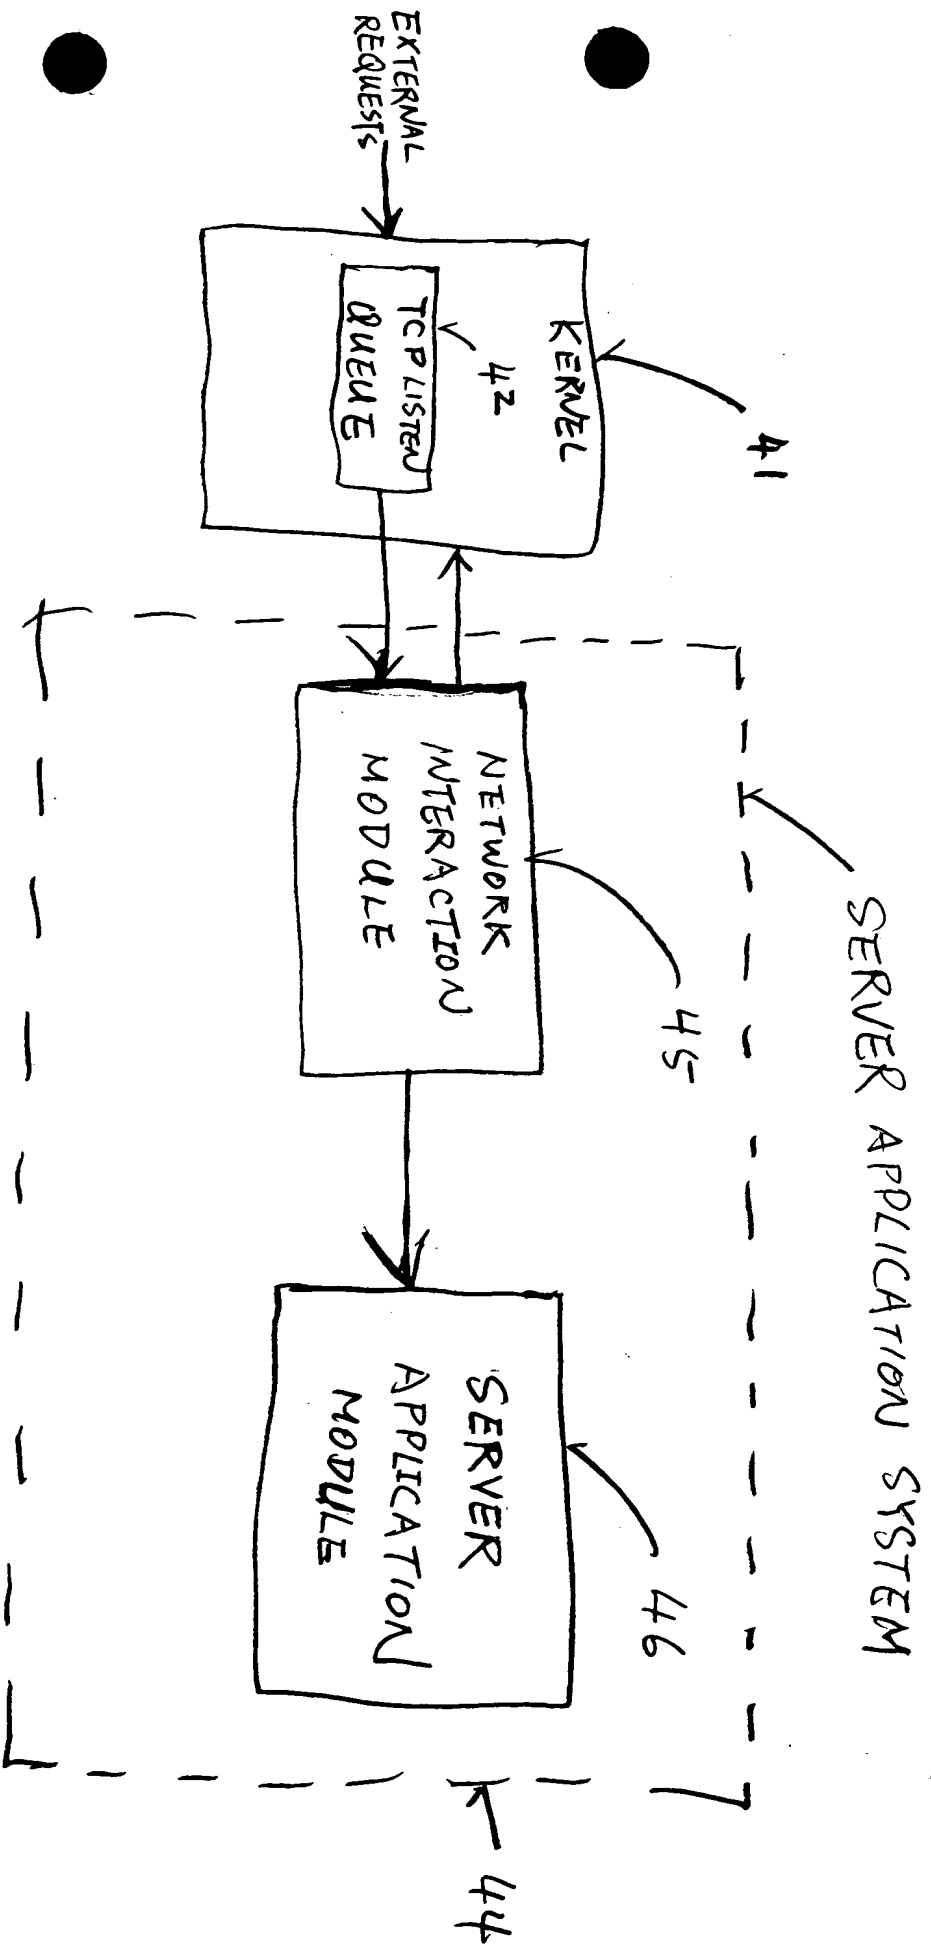 SERVER APPLICATION SYSTEM
41
EXTERNAL
REQUESTS
KERNEL
42
TCP LISTEN
QUEUE
45
NETWORK
INTERACTION
MODULE
46
SERVER
APPLICATION
MODULE
44